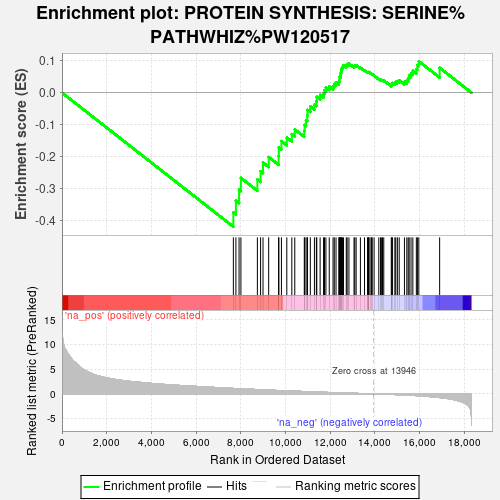 Enrichment plot: PROTEIN SYNTHESIS: SERINE%
PATHWHIZ%PW120517
Enrichment score (ES)
0.1
0.0
-0.1
-0.2
-0.3
-0.4
Ranked list metric (PreRanked)
15
10
5
0
-5
'na_pos' (positively correlated)
Zero cross at 13946
'na_neg' (negatively correlated)
0
2,000
4,000
6,000
8,000
10,000
12,000
14,000
16,000
18,000
Rank in Ordered Dataset
Enrichment profile
Hits
Ranking metric scores